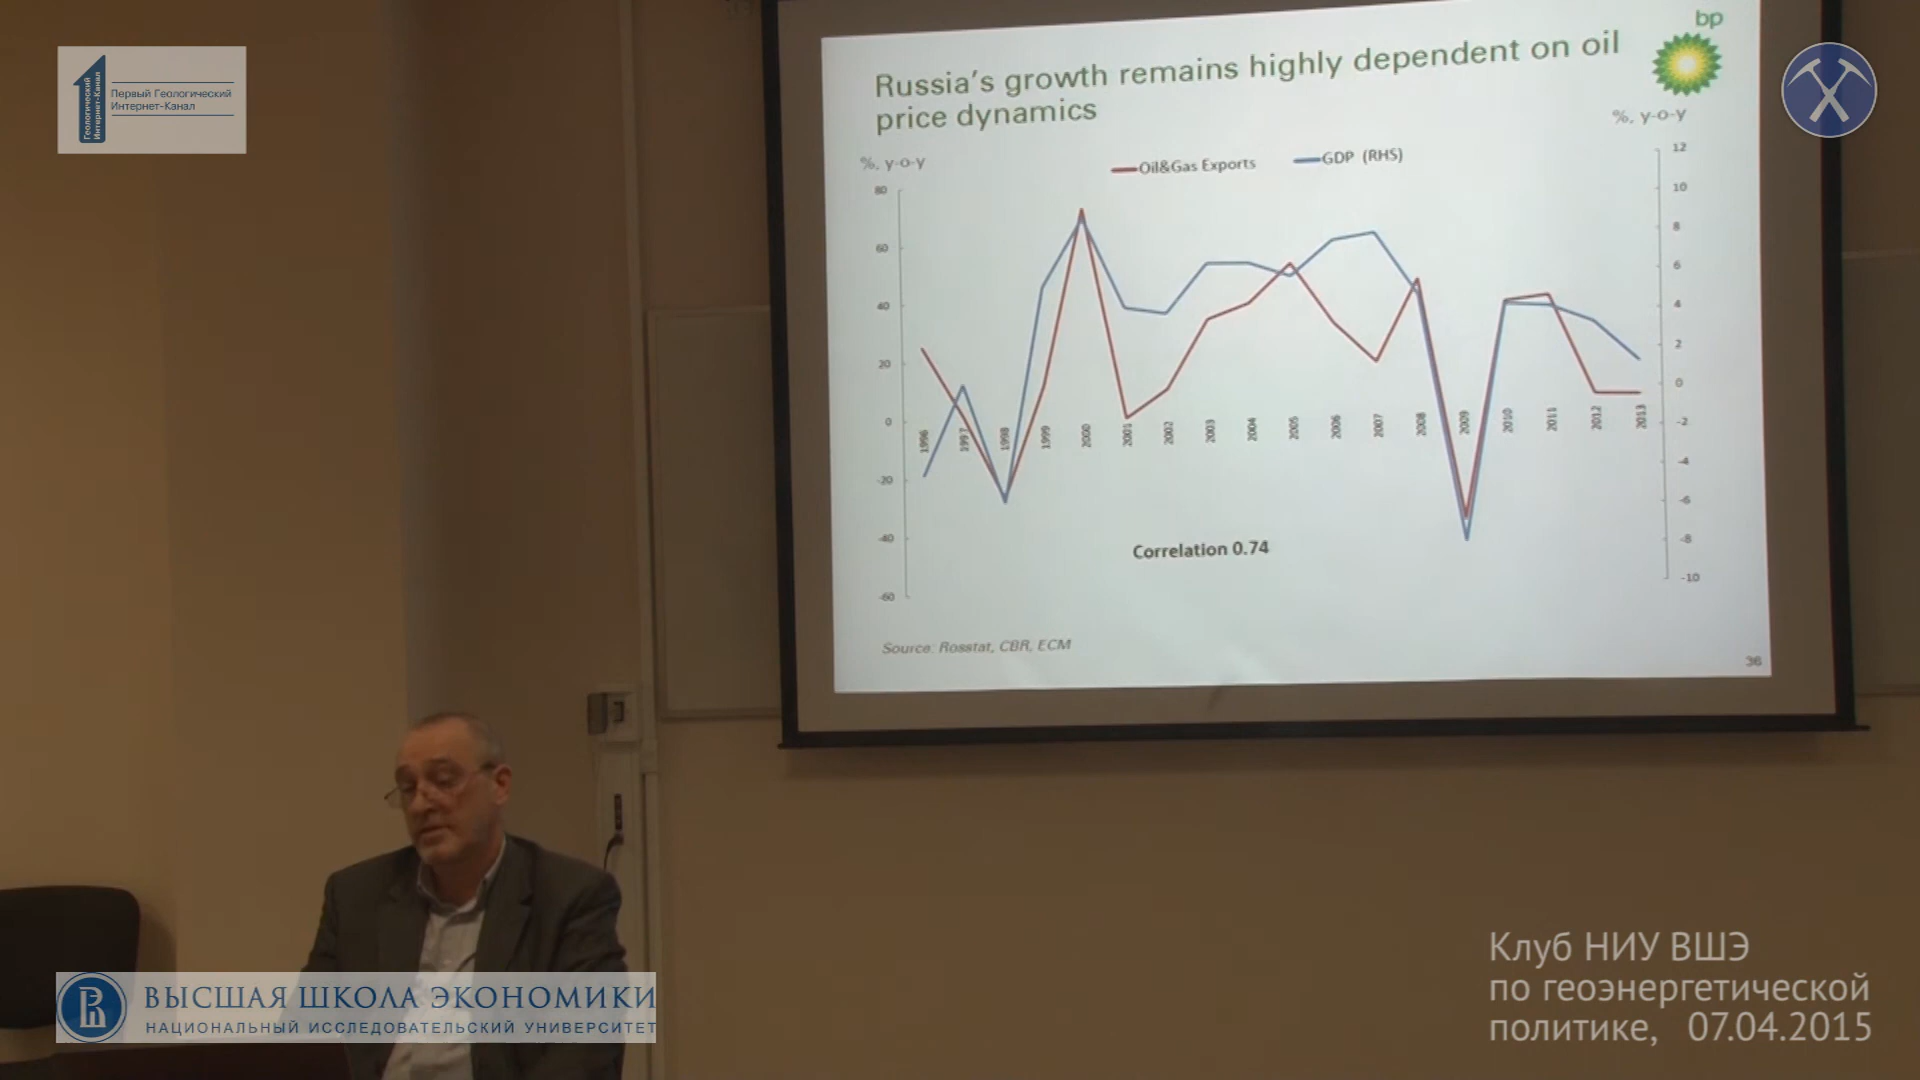 Геологический
Интернет-Канал
Первый Геологический
Интернет-Канал
bp
Russia's growth remains highly dependent on oil
price dynamics
%, y-o-y
%, y-o-y
Oil&Gas Exports
GDP (RHS)
80
60
40
20
0
-20
-40
-60
12
10
8
6
4
2
0
-2
-4
-6
-8
-10
1996
1997
1998
1999
2000
2001
2002
2003
2004
2005
2006
2007
2008
2009
2010
2011
2012
2013
Correlation 0.74
Source: Rosstat, CBR, ECM
36
ВЫСШАЯ ШКОЛА ЭКОНОМИКИ
НАЦИОНАЛЬНЫЙ ИССЛЕДОВАТЕЛЬСКИЙ УНИВЕРСИТЕТ
Клуб НИУ ВШЭ
по геоэнергетической
политике, 07.04.2015